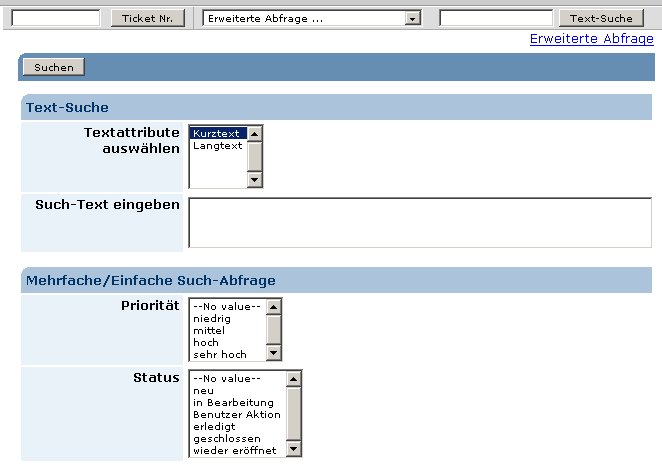 Ticket Nr. Erweiterte Abfrage ... Text-Suche
Erweiterte Abfrage
Suchen
Text-Suche
Textattribute
auswählen
Kurztext
Langtext
Such-Text eingeben
Mehrfache/Einfache Such-Abfrage
Priorität
--No value--
niedrig
mittel
hoch
sehr hoch
Status
--No value--
neu
in Bearbeitung
Benutzer Aktion
erledigt
geschlossen
wieder eröffnet